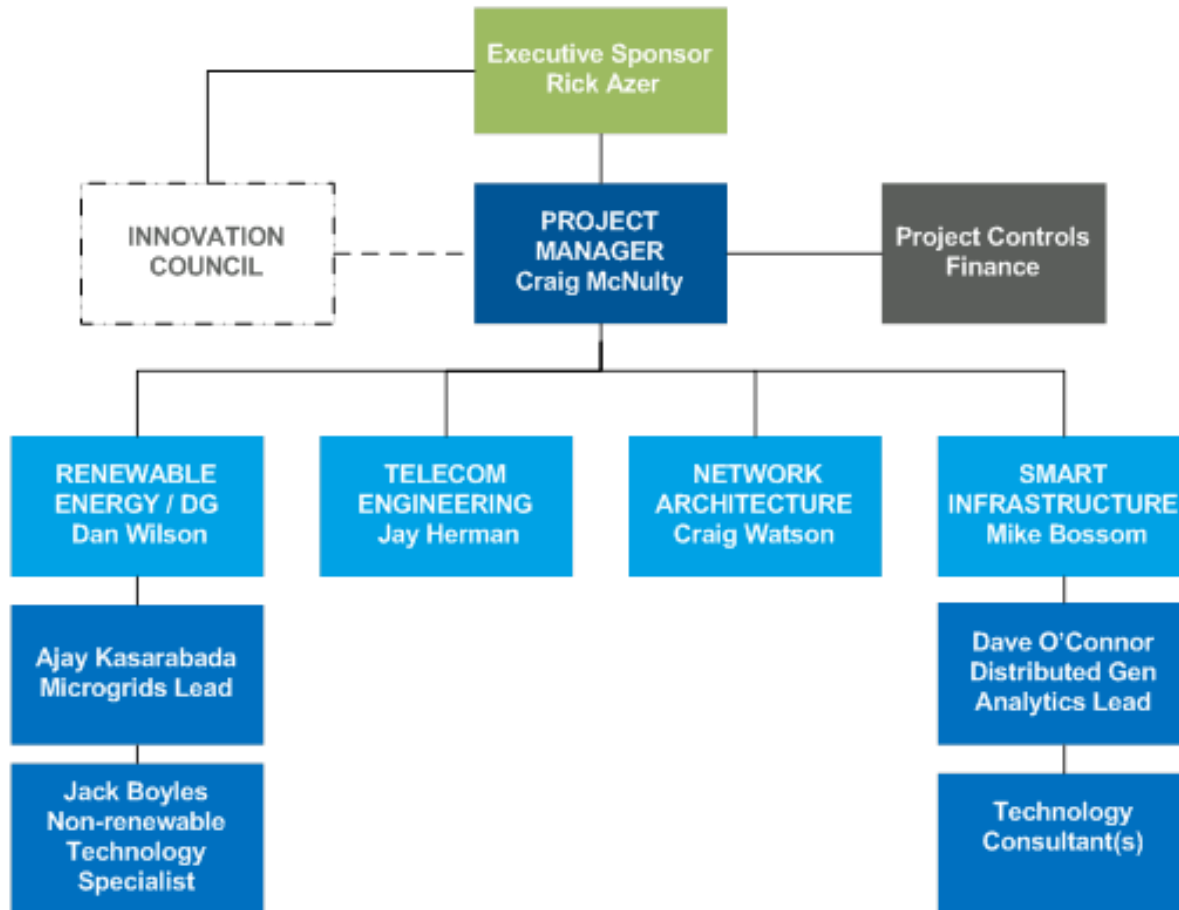 Executive Sponsor
Rick Azer
INNOVATION
COUNCIL
PROJECT
MANAGER
Craig McNulty
Project Controls
Finance
RENEWABLE
ENERGY / DG
Dan Wilson
TELECOM
ENGINEERING
Jay Herman
NETWORK
ARCHITECTURE
Craig Watson
SMART
INFRASTRUCTURE
Mike Bossom
Ajay Kasarabada
Microgrids Lead
Dave O'Connor
Distributed Gen
Analytics Lead
Jack Boyles
Non-renewable
Technology
Specialist
Technology
Consultant(s)